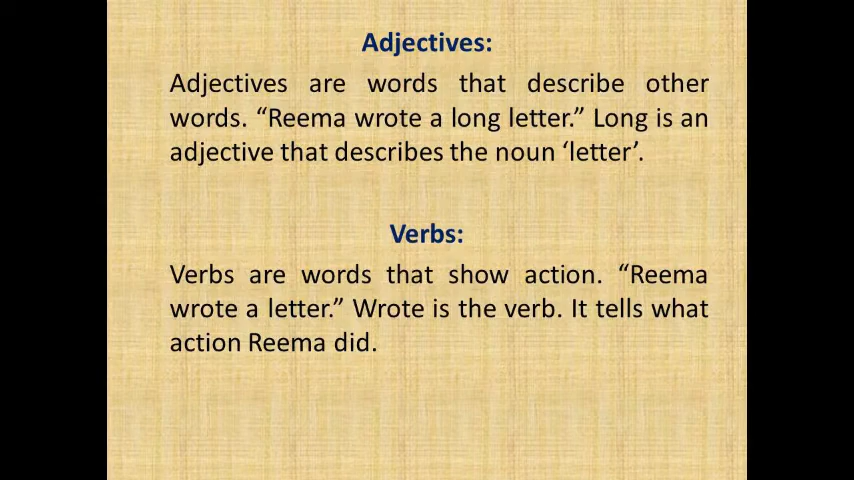 Adjectives:
Adjectives are words that describe other
words. “Reema wrote a long letter.” Long is an
adjective that describes the noun ‘letter’.
Verbs:
Verbs are words that show action. “Reema
wrote a letter.” Wrote is the verb. It tells what
action Reema did.